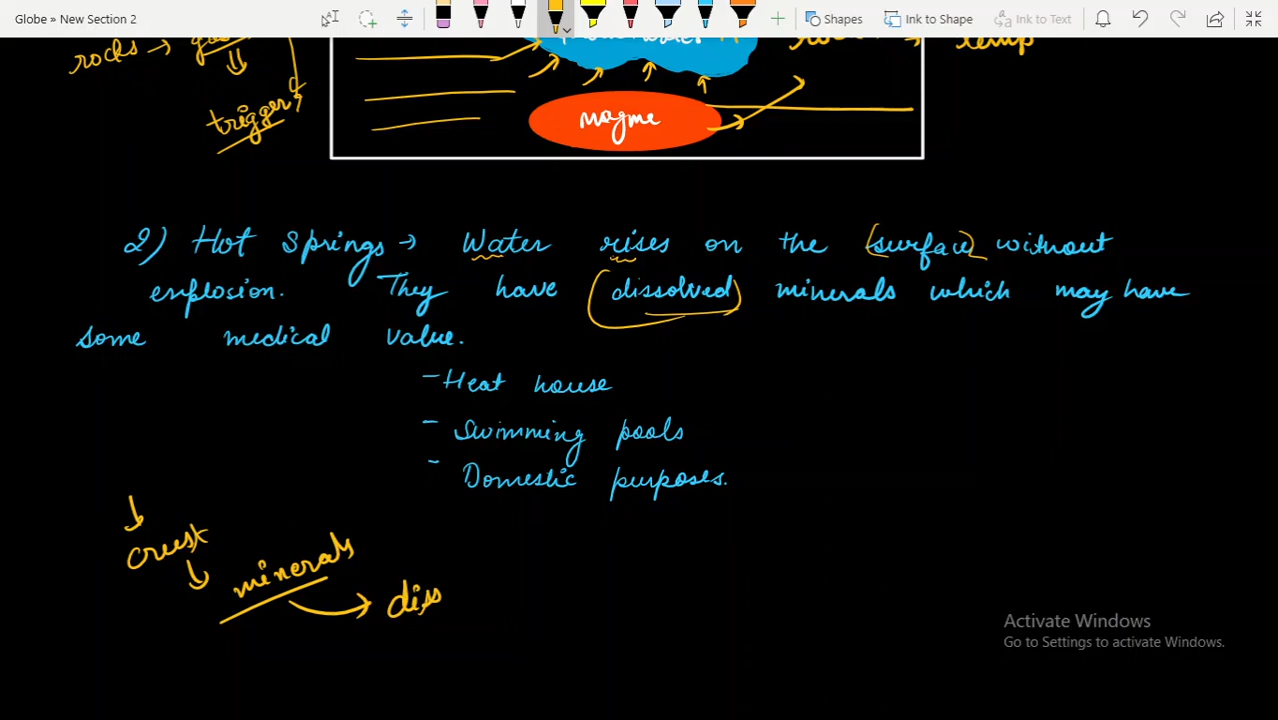 Globe » New Section 2
Shapes
Ink to Shape
Ink to Text
rocks → gas
temp
trigger
magma
2) Hot Springs → Water rises on the (surface) without
explosion. They have (dissolved) minerals which may have
some medical value.
- Heat house
- Swimming pools
- Domestic purposes.
↓
crust
↓ minerals
→ diss
Activate Windows
Go to Settings to activate Windows.